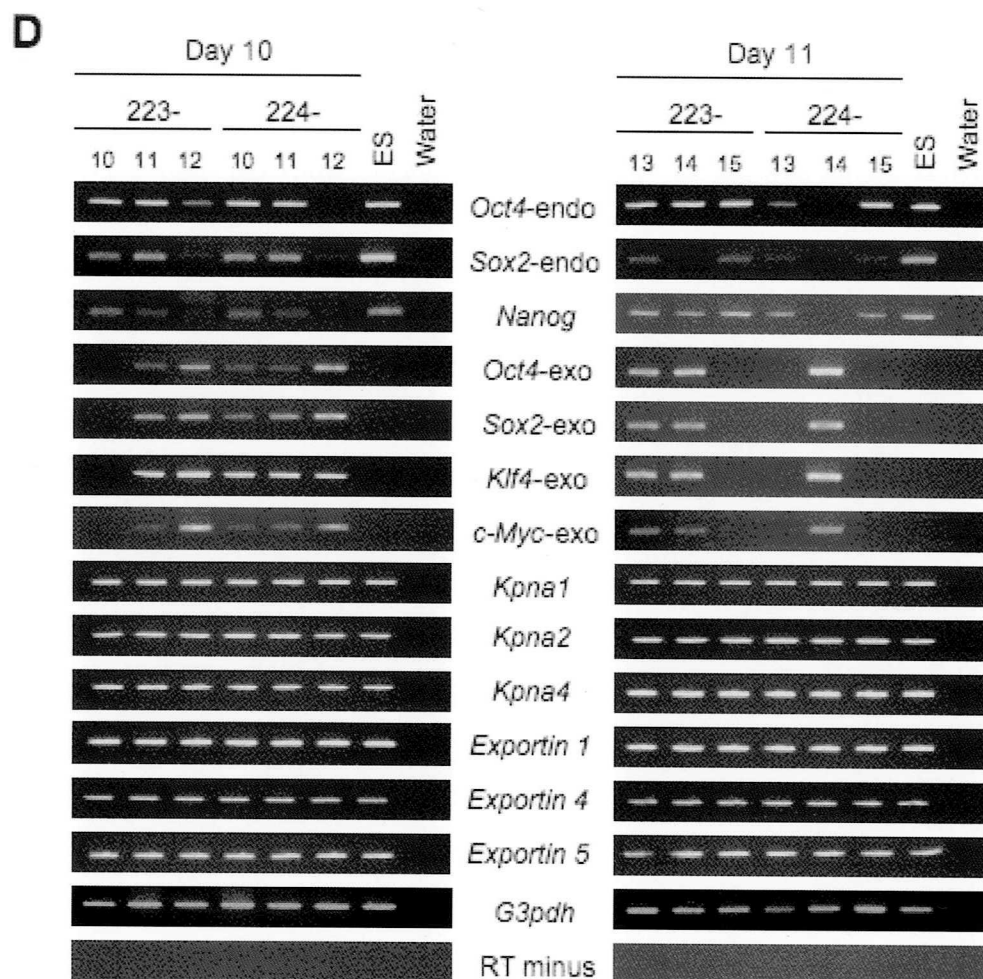 D
Day 10
Day 11
223- 224- ES Water
223- 224- ES Water
10 11 12 10 11 12
13 14 15 13 14 15
Oct4-endo
Sox2-endo
Nanog
Oct4-exo
Sox2-exo
Klf4-exo
c-Myc-exo
Kpna1
Kpna2
Kpna4
Exportin 1
Exportin 4
Exportin 5
G3pdh
RT minus